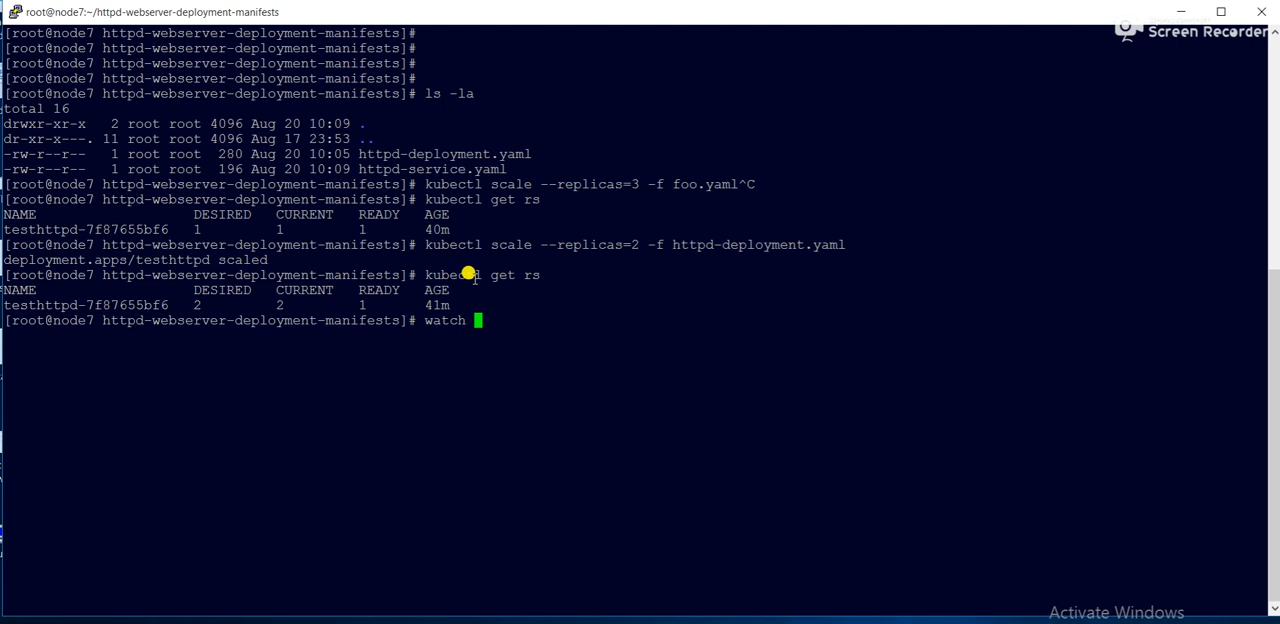 root@node7:~/httpd-webserver-deployment-manifests
[root@node7 httpd-webserver-deployment-manifests]#
Screen Recorder
[root@node7 httpd-webserver-deployment-manifests]#
[root@node7 httpd-webserver-deployment-manifests]#
[root@node7 httpd-webserver-deployment-manifests]#
[root@node7 httpd-webserver-deployment-manifests]# ls -la
total 16
drwxr-xr-x   2 root root 4096 Aug 20 10:09 .
dr-xr-x---. 11 root root 4096 Aug 17 23:53 ..
-rw-r--r--   1 root root  280 Aug 20 10:05 httpd-deployment.yaml
-rw-r--r--   1 root root  196 Aug 20 10:09 httpd-service.yaml
[root@node7 httpd-webserver-deployment-manifests]# kubectl scale --replicas=3 -f foo.yaml^C
[root@node7 httpd-webserver-deployment-manifests]# kubectl get rs
NAME                   DESIRED   CURRENT   READY   AGE
testhttpd-7f87655bf6   1         1         1       40m
[root@node7 httpd-webserver-deployment-manifests]# kubectl scale --replicas=2 -f httpd-deployment.yaml
deployment.apps/testhttpd scaled
[root@node7 httpd-webserver-deployment-manifests]# kubectl get rs
NAME                   DESIRED   CURRENT   READY   AGE
testhttpd-7f87655bf6   2         2         1       41m
[root@node7 httpd-webserver-deployment-manifests]# watch
Activate Windows